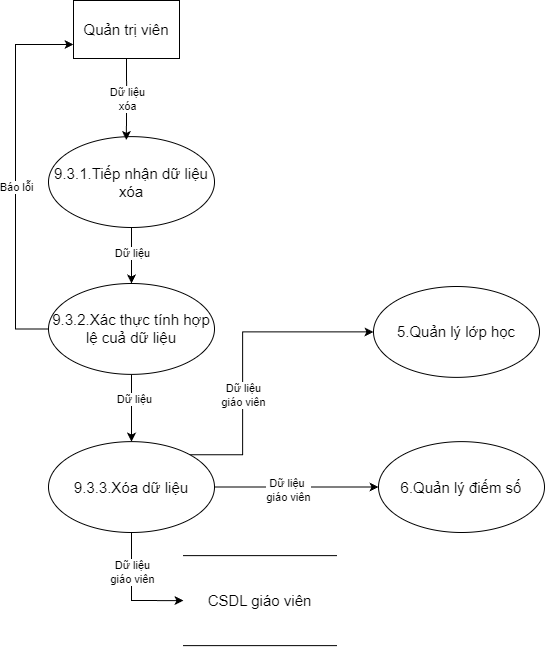 Quản trị viên
Dữ liệu
xóa
9.3.1.Tiếp nhận dữ liệu
xóa
Báo lỗi
Dữ liệu
9.3.2.Xác thực tính hợp
lệ cuả dữ liệu
5.Quản lý lớp học
Dữ liệu
giáo viên
Dữ liệu
9.3.3.Xóa dữ liệu
Dữ liệu
giáo viên
6.Quản lý điếm số
Dữ liệu
giáo viên
CSDL giáo viên